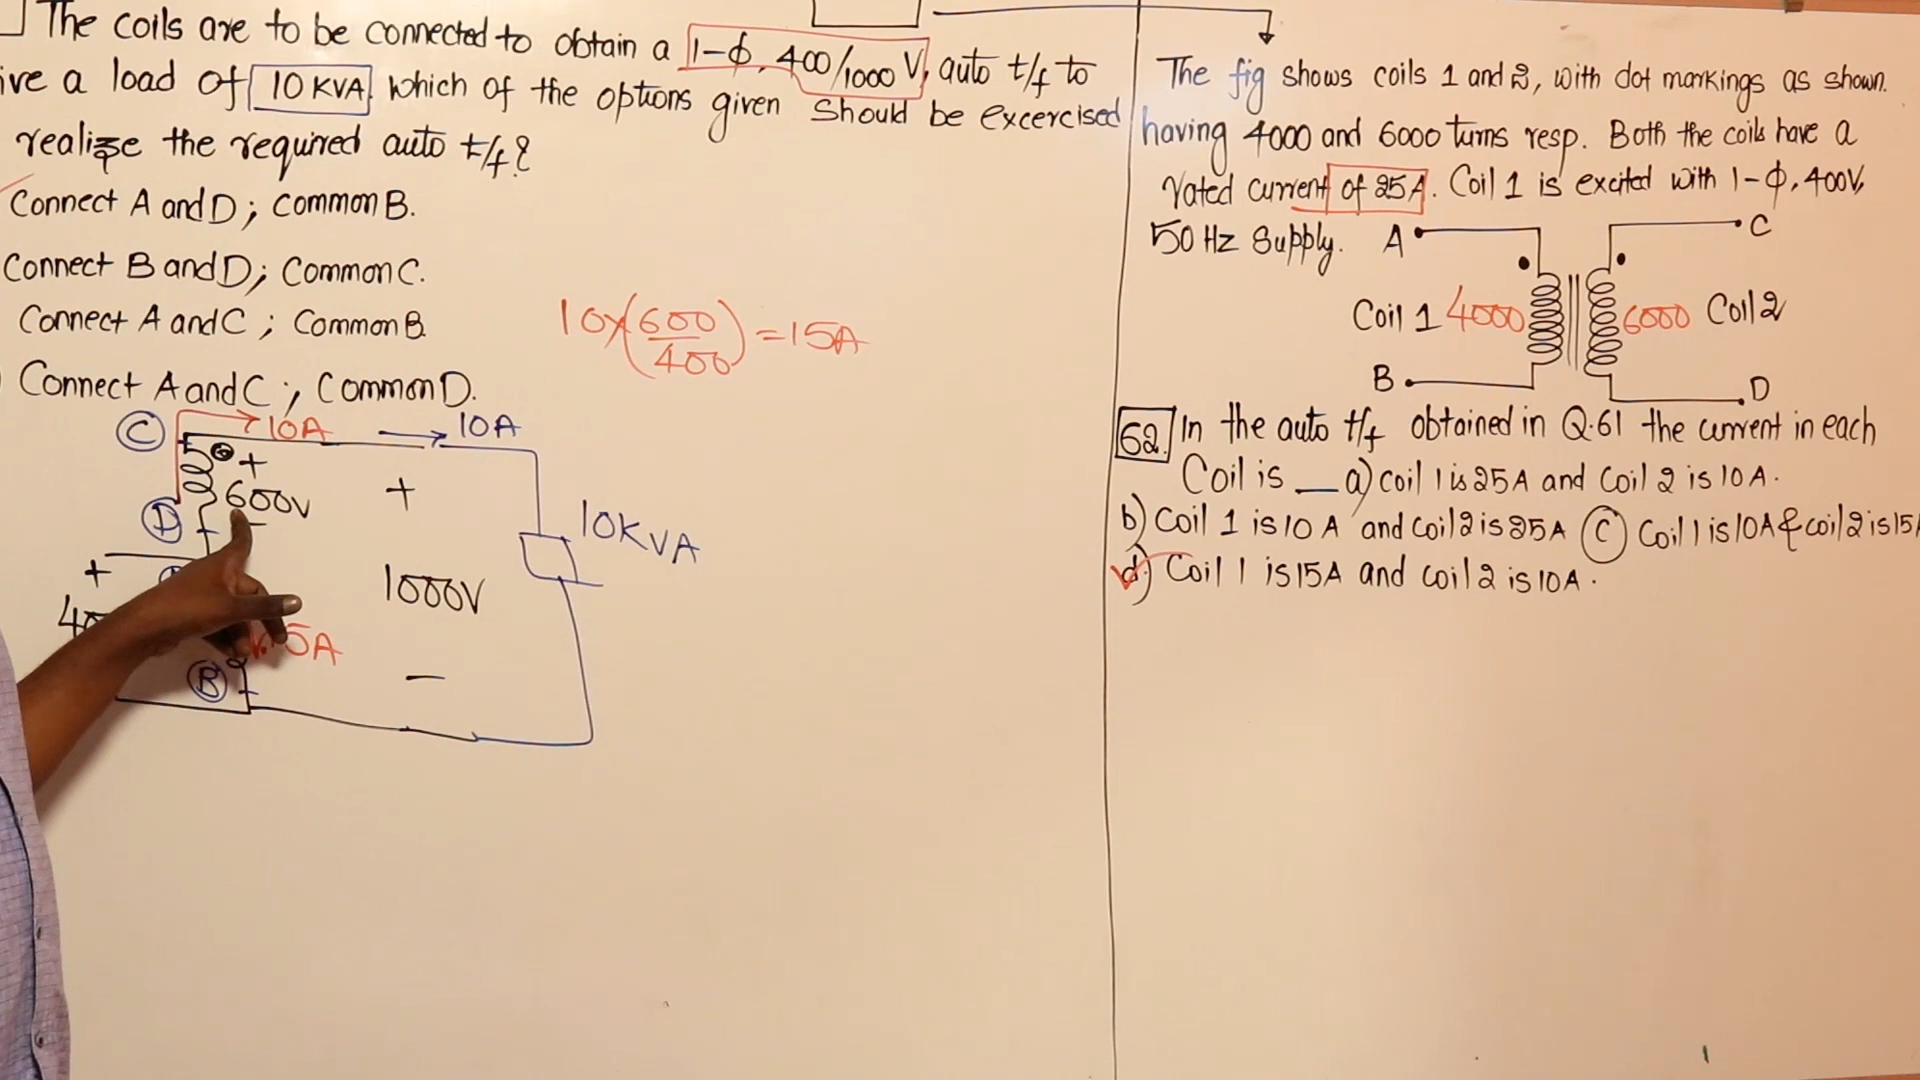 The coils are to be connected to obtain a 1-ϕ, 400/1000 V, auto t/f to
ive a load of 10 KVA. Which of the options given Should be excercised
realize the required auto t/f?
Connect A and D; Common B.
Connect B and D; Common C.
Connect A and C; Common B.
Connect A and C; Common D.
10×(600/400) = 15A
C
10A
10A
+
600V
-
D
+
40
+
1000V
-
5A
B
10KVA
The fig shows coils 1 and 2, with dot markings as shown.
having 4000 and 6000 turns resp. Both the coils have a
rated current of 25A. Coil 1 is excited with 1-ϕ, 400V,
50 Hz Supply.
A
C
Coil 1 4000
6000 Coil 2
B
D
62. In the auto t/f obtained in Q.61 the current in each
Coil is __ a) Coil 1 is 25A and Coil 2 is 10A.
b) Coil 1 is 10 A and coil 2 is 25A C) Coil 1 is 10A & coil 2 is 15A
d) Coil 1 is 15A and coil 2 is 10A.